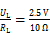 U_L/R_L = 2.5 V/10 Ω